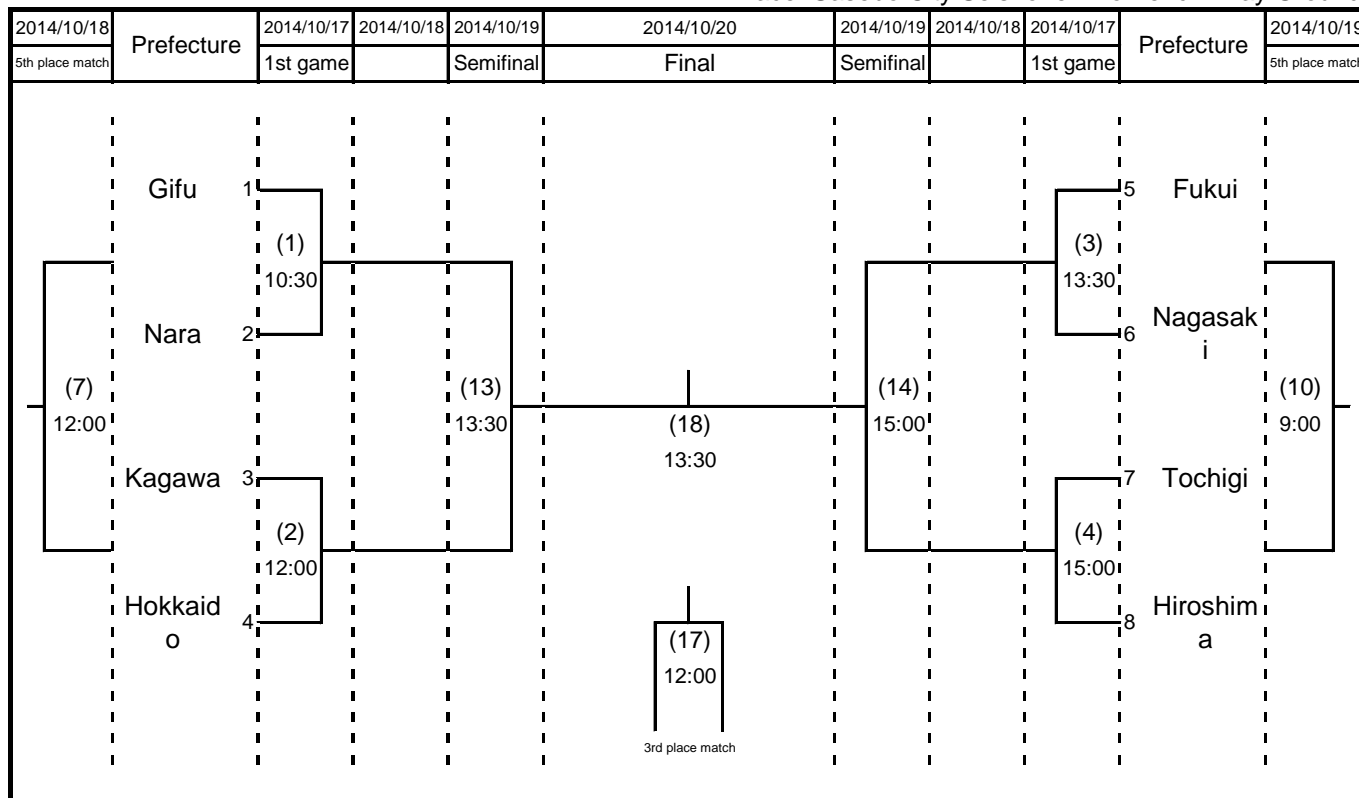 2014/10/18 Prefecture 2014/10/17 2014/10/18 2014/10/19 2014/10/20 2014/10/19 2014/10/18 2014/10/17 Prefecture 2014/10/19
5th place match 1st game Semifinal Final Semifinal 1st game 5th place match
Gifu 1 5 Fukui
(1) (3)
10:30 13:30
Nara 2 6 Nagasak
i
(7) (13) (14) (10)
12:00 13:30 (18) 15:00 9:00
13:30
Kagawa 3 7 Tochigi
(2) (4)
12:00 15:00
Hokkaid
o 4 8 Hiroshim
a
(17)
12:00
3rd place match